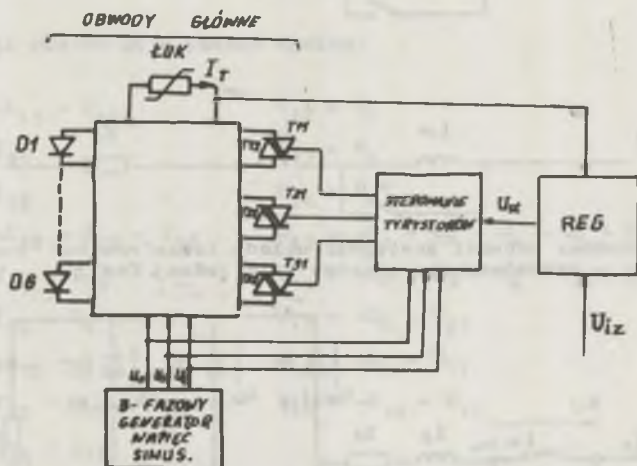 OBWODY GŁÓWNE
ŁUK
I_T
D1
T11
T12
T21
STEROWANIE
TYRYSTORÓW
U_st
REG
D6
T31
U_iz
3-FAZOWY
GENERATOR
NAPIĘĆ
SINUS.